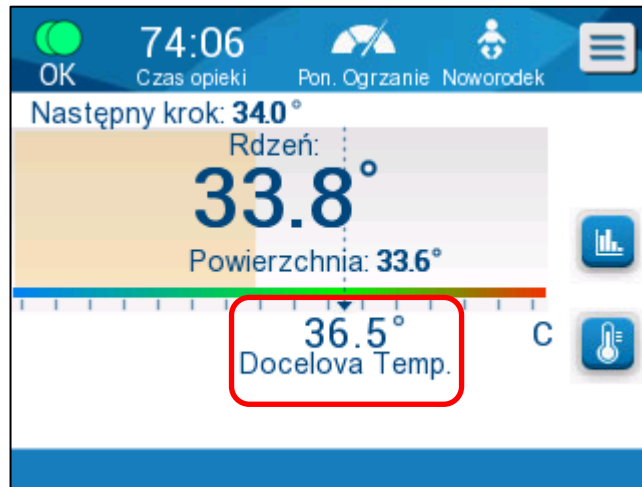 OK
74:06
Czas opieki
Pon. Ogrzanie
Noworodek
Następny krok: 34.0°
Rdzeń:
33.8°
Powierzchnia: 33.6°
36.5°
C
Docelova Temp.